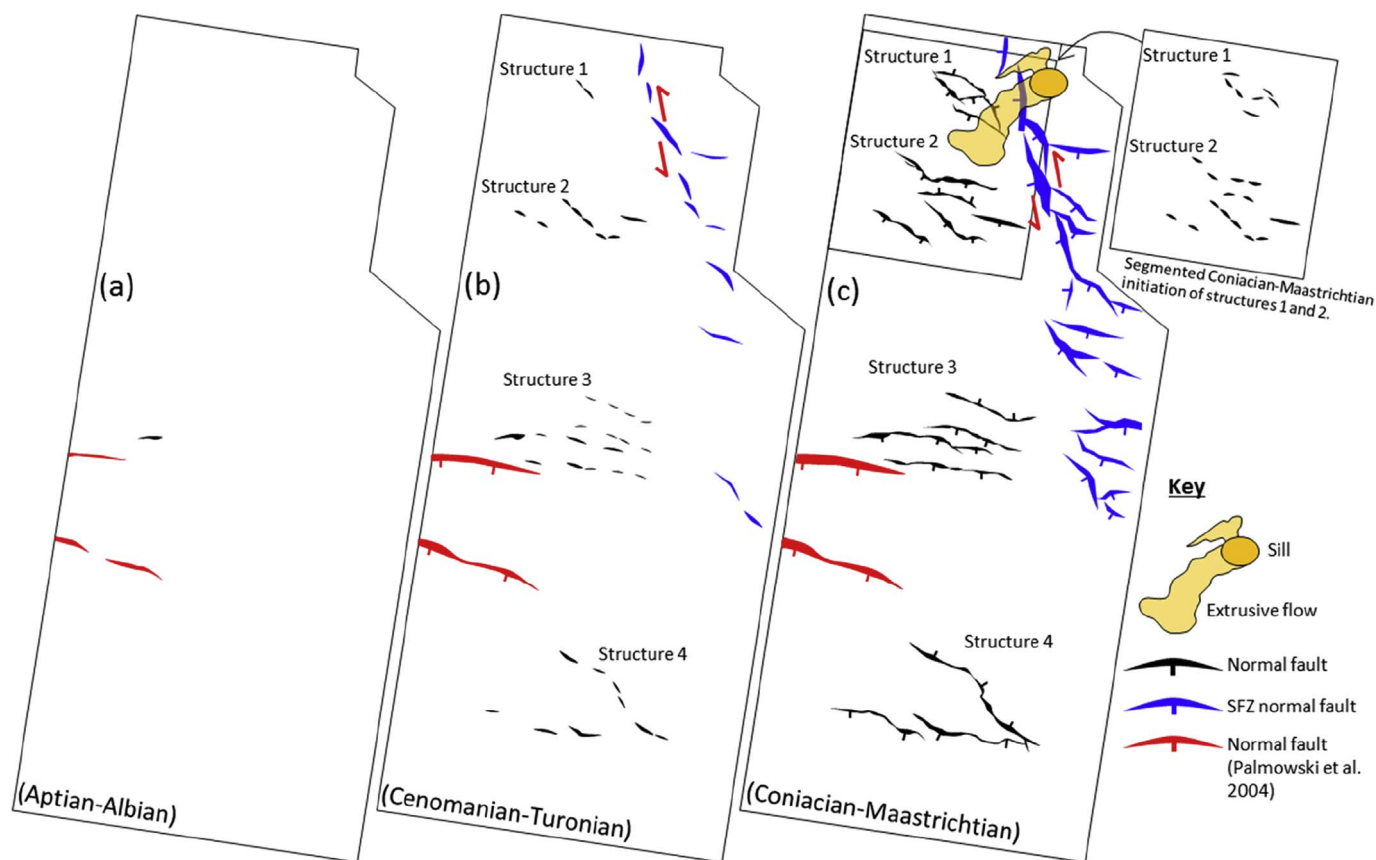 (a)
(Aptian-Albian)
Structure 1
Structure 2
(b)
Structure 3
Structure 4
(Cenomanian-Turonian)
Structure 1
Structure 2
(c)
Structure 3
Structure 4
(Coniacian-Maastrichtian)
Structure 1
Structure 2
Segmented Coniacian-Maastrichtian
initiation of structures 1 and 2.
Key
Sill
Extrusive flow
Normal fault
SFZ normal fault
Normal fault
(Palmowski et al.
2004)